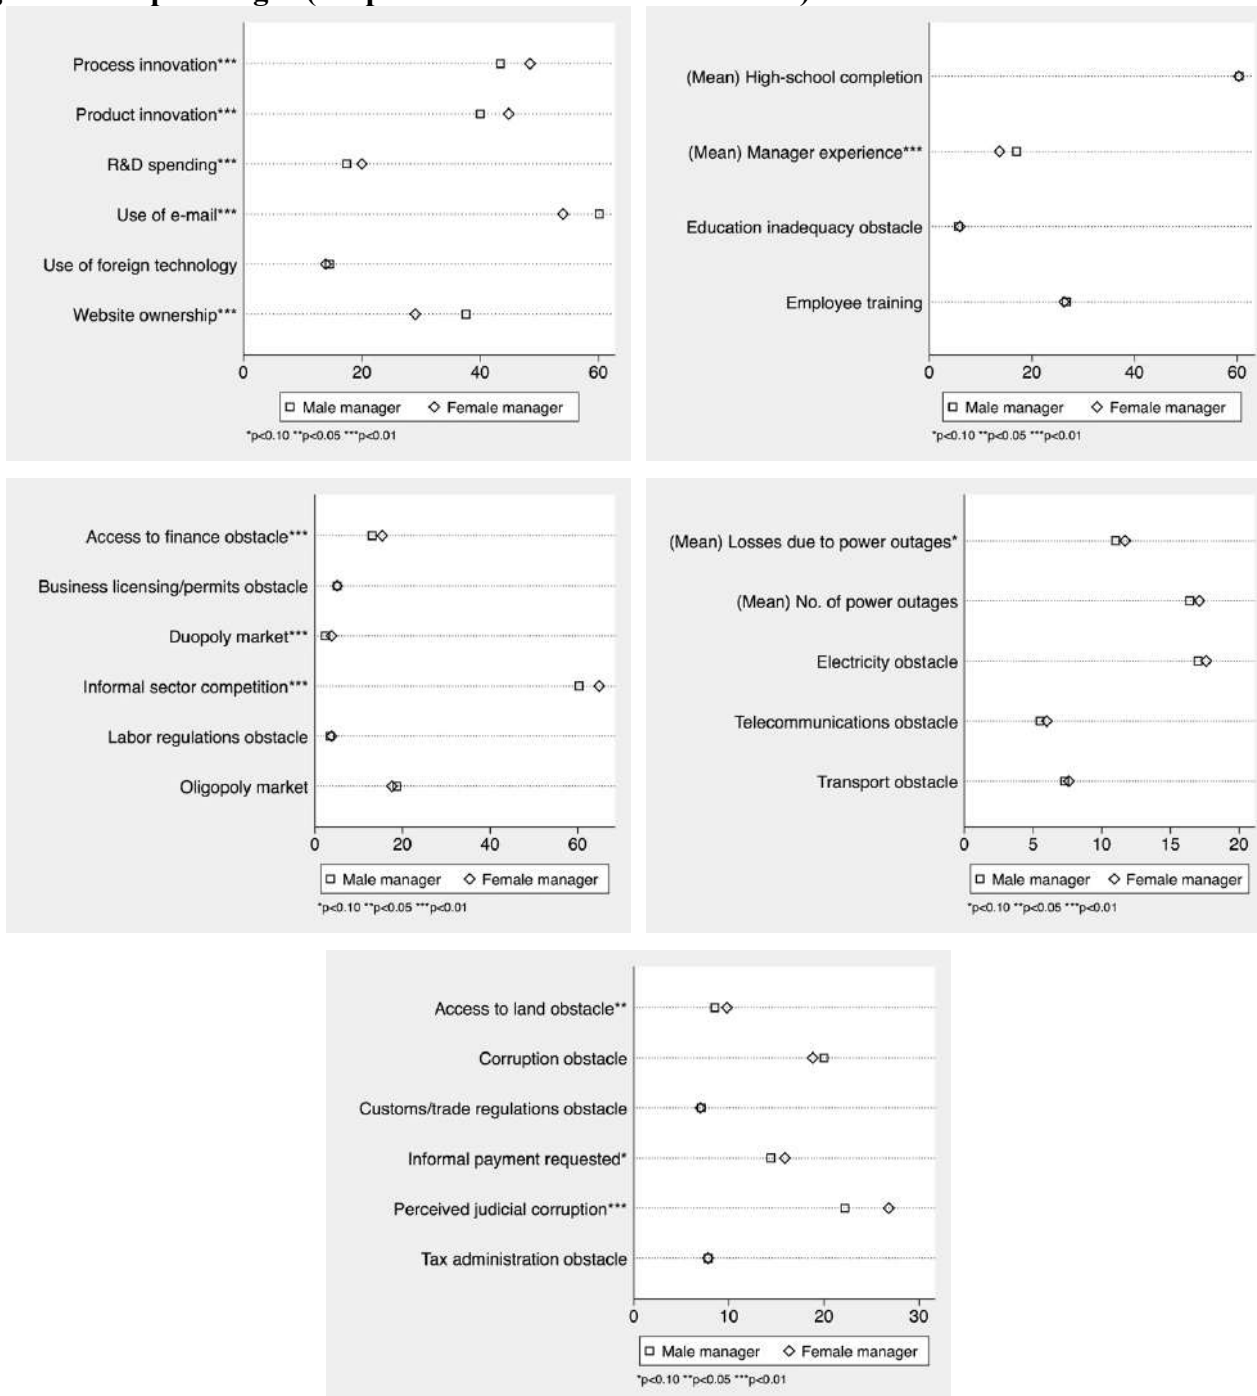 Process innovation***
Product innovation***
R&D spending***
Use of e-mail***
Use of foreign technology
Website ownership***
0 20 40 60
Male manager Female manager
*p<0.10 **p<0.05 ***p<0.01
(Mean) High-school completion
(Mean) Manager experience***
Education inadequacy obstacle
Employee training
0 20 40 60
Male manager Female manager
*p<0.10 **p<0.05 ***p<0.01
Access to finance obstacle***
Business licensing/permits obstacle
Duopoly market***
Informal sector competition***
Labor regulations obstacle
Oligopoly market
0 20 40 60
Male manager Female manager
*p<0.10 **p<0.05 ***p<0.01
(Mean) Losses due to power outages*
(Mean) No. of power outages
Electricity obstacle
Telecommunications obstacle
Transport obstacle
0 5 10 15 20
Male manager Female manager
*p<0.10 **p<0.05 ***p<0.01
Access to land obstacle**
Corruption obstacle
Customs/trade regulations obstacle
Informal payment requested*
Perceived judicial corruption***
Tax administration obstacle
0 10 20 30
Male manager Female manager
*p<0.10 **p<0.05 ***p<0.01